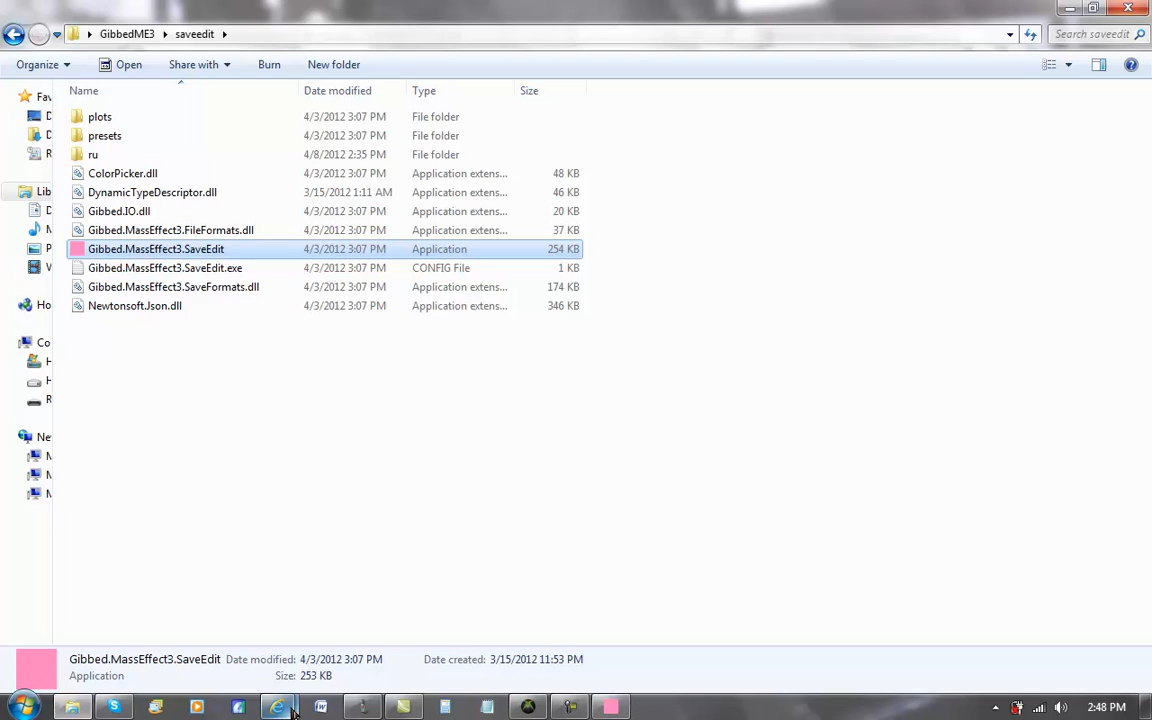 GibbedME3 saveedit Search saveedit
Organize Open Share with Burn New folder
Name Date modified Type Size
Fav
plots 4/3/2012 3:07 PM File folder
D presets 4/3/2012 3:07 PM File folder
R ru 4/8/2012 2:35 PM File folder
ColorPicker.dll 4/3/2012 3:07 PM Application extens... 48 KB
Lib DynamicTypeDescriptor.dll 3/15/2012 1:11 AM Application extens... 46 KB
Gibbed.IO.dll 4/3/2012 3:07 PM Application extens... 20 KB
Gibbed.MassEffect3.FileFormats.dll 4/3/2012 3:07 PM Application extens... 37 KB
Gibbed.MassEffect3.SaveEdit 4/3/2012 3:07 PM Application 254 KB
Gibbed.MassEffect3.SaveEdit.exe 4/3/2012 3:07 PM CONFIG File 1 KB
Gibbed.MassEffect3.SaveFormats.dll 4/3/2012 3:07 PM Application extens... 174 KB
Ho Newtonsoft.Json.dll 4/3/2012 3:07 PM Application extens... 346 KB
Co
Ne
Gibbed.MassEffect3.SaveEdit Date modified: 4/3/2012 3:07 PM Date created: 3/15/2012 11:53 PM
Application Size: 253 KB
2:48 PM